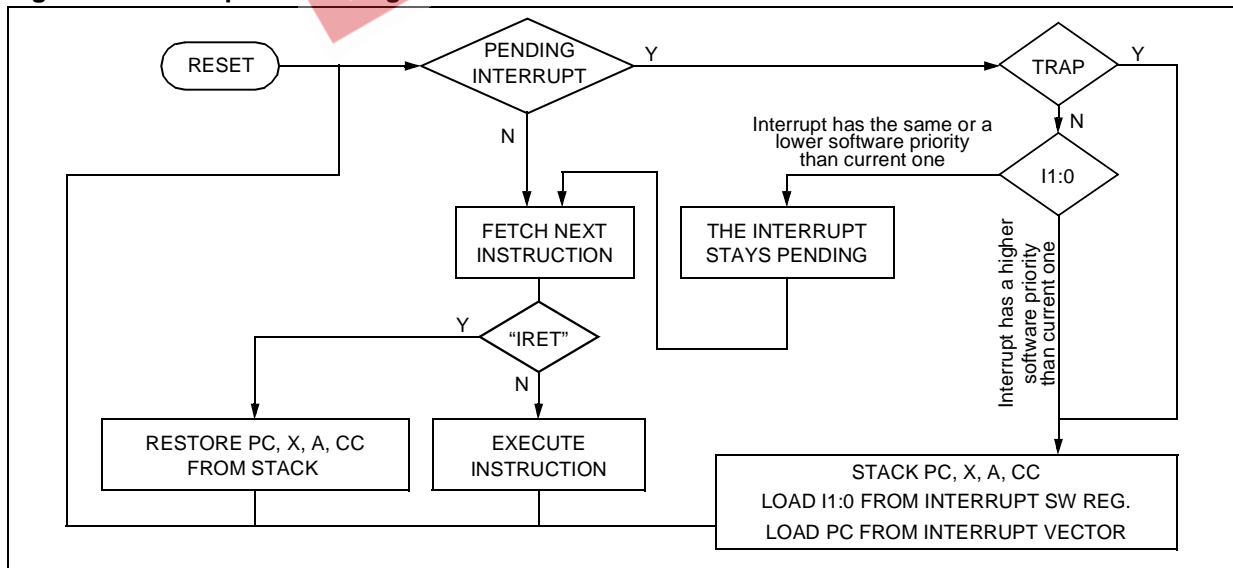 RESET
PENDING
INTERRUPT
Y
TRAP
Y
N
N
Interrupt has the same or a
lower software priority
than current one
I1:0
FETCH NEXT
INSTRUCTION
THE INTERRUPT
STAYS PENDING
Interrupt has a higher
software priority
than current one
Y
“IRET”
N
RESTORE PC, X, A, CC
FROM STACK
EXECUTE
INSTRUCTION
STACK PC, X, A, CC
LOAD I1:0 FROM INTERRUPT SW REG.
LOAD PC FROM INTERRUPT VECTOR